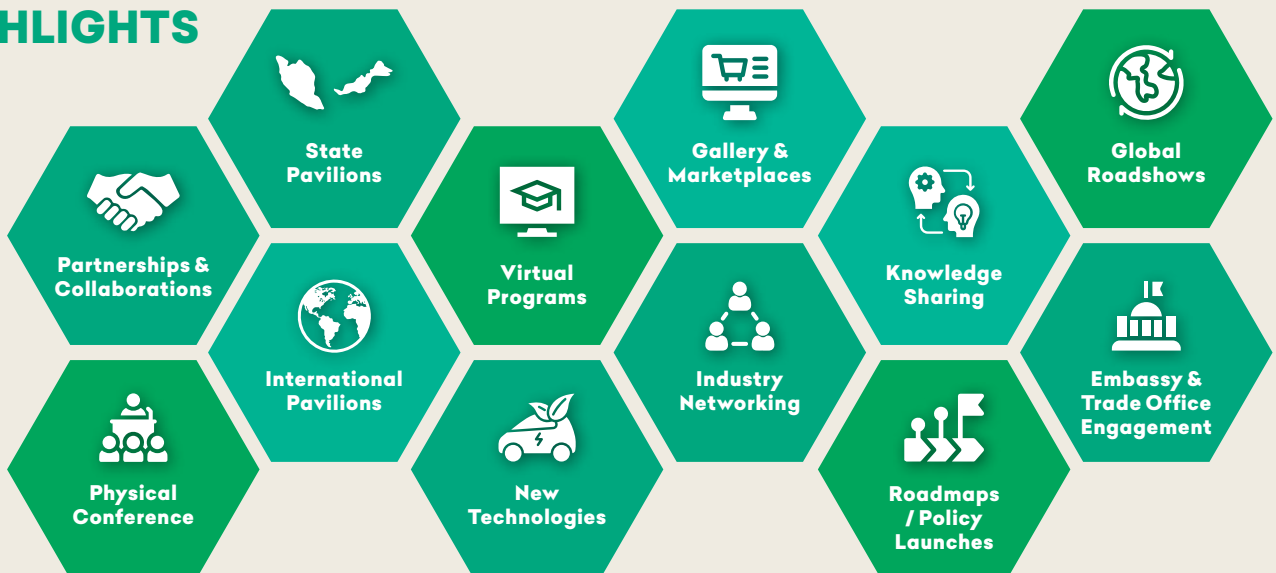 HLIGHTS
State
Pavilions
Gallery &
Marketplaces
Global
Roadshows
Partnerships &
Collaborations
Virtual
Programs
Knowledge
Sharing
International
Pavilions
Industry
Networking
Embassy &
Trade Office
Engagement
Physical
Conference
New
Technologies
Roadmaps
/ Policy
Launches